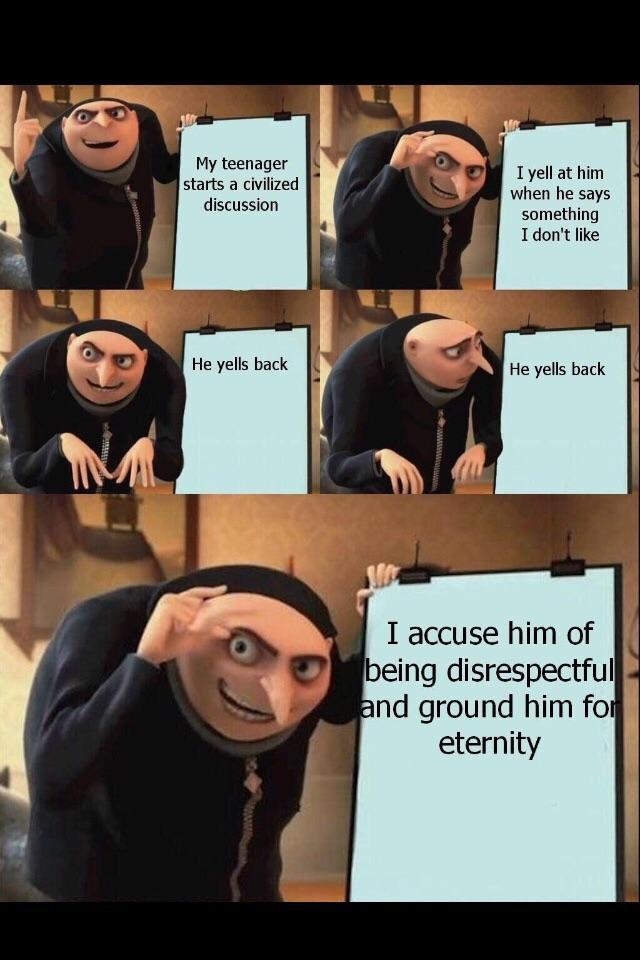 My teenager
starts a civilized
discussion
I yell at him
when he says
something
I don't like
He yells back
He yells back
I accuse him of
being disrespectful
and ground him for
eternity